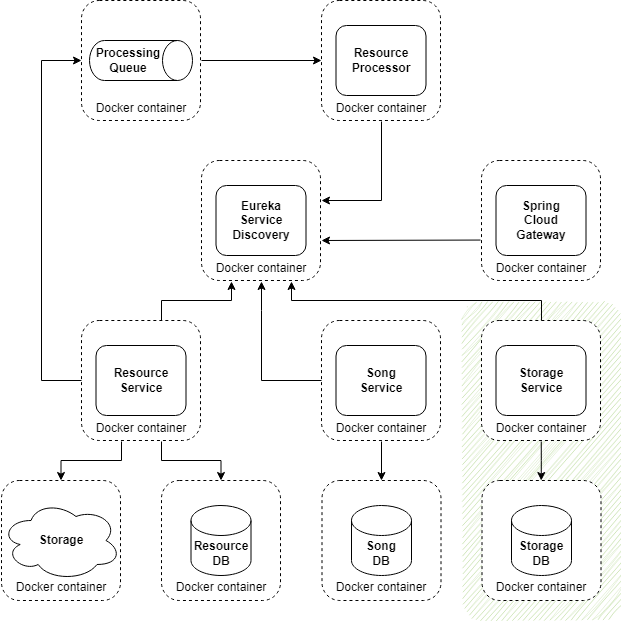 Processing
Queue
Docker container
Resource
Processor
Docker container
Eureka
Service
Discovery
Docker container
Spring
Cloud
Gateway
Docker container
Resource
Service
Docker container
Song
Service
Docker container
Storage
Service
Docker container
Storage
Docker container
Resource
DB
Docker container
Song
DB
Docker container
Storage
DB
Docker container